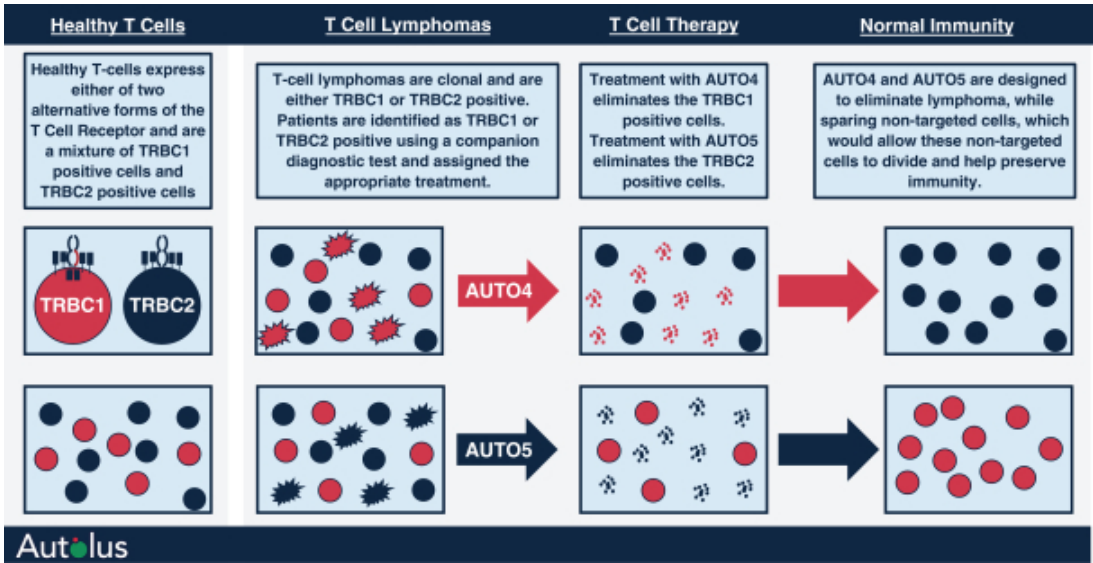 Healthy T Cells
T Cell Lymphomas
T Cell Therapy
Normal Immunity
Healthy T-cells express
either of two
alternative forms of the
T Cell Receptor and are
a mixture of TRBC1
positive cells and
TRBC2 positive cells
T-cell lymphomas are clonal and are
either TRBC1 or TRBC2 positive.
Patients are identified as TRBC1 or
TRBC2 positive using a companion
diagnostic test and assigned the
appropriate treatment.
Treatment with AUTO4
eliminates the TRBC1
positive cells.
Treatment with AUTO5
eliminates the TRBC2
positive cells.
AUTO4 and AUTO5 are designed
to eliminate lymphoma, while
sparing non-targeted cells, which
would allow these non-targeted
cells to divide and help preserve
immunity.
TRBC1
TRBC2
AUTO4
AUTO5
Autolus